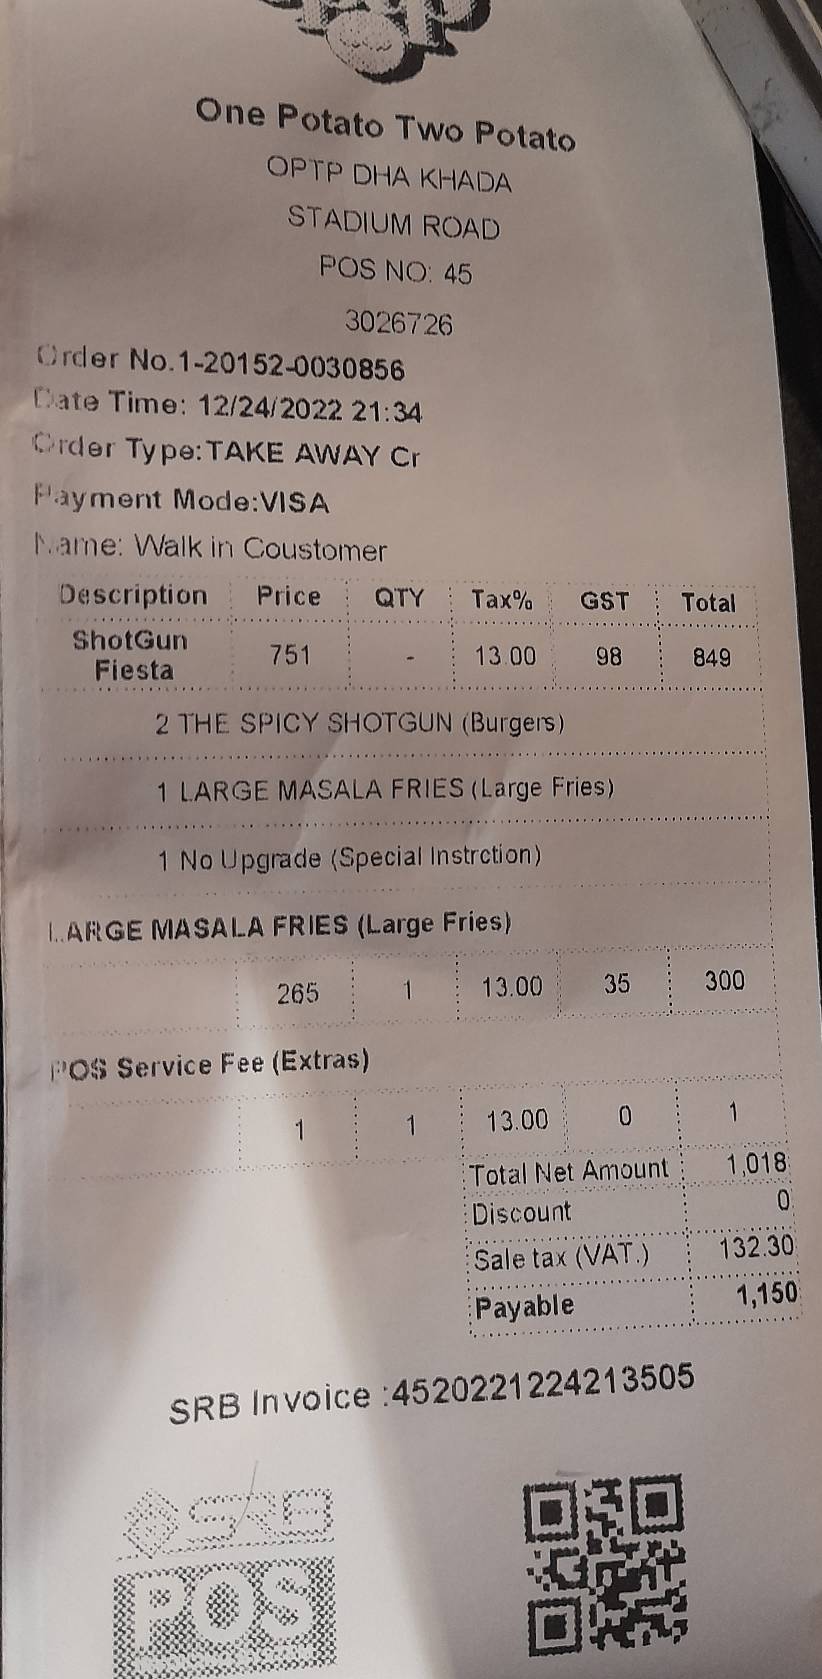 One Potato Two Potato
OPTP DHA KHADA
STADIUM ROAD
POS NO: 45
3026726
Order No.1-20152-0030856
Date Time: 12/24/2022 21:34
Order Type:TAKE AWAY Cr
Payment Mode:VISA
Name: Walk in Coustomer
Description Price QTY Tax% GST Total
ShotGun Fiesta 751 - 13.00 98 849
2 THE SPICY SHOTGUN (Burgers)
1 LARGE MASALA FRIES (Large Fries)
1 No Upgrade (Special Instrction)
LARGE MASALA FRIES (Large Fries)
265 1 13.00 35 300
POS Service Fee (Extras)
1 1 13.00 0 1
Total Net Amount 1,018
Discount 0
Sale tax (VAT.) 132.30
Payable 1,150
SRB Invoice :4520221224213505
SRB
POS